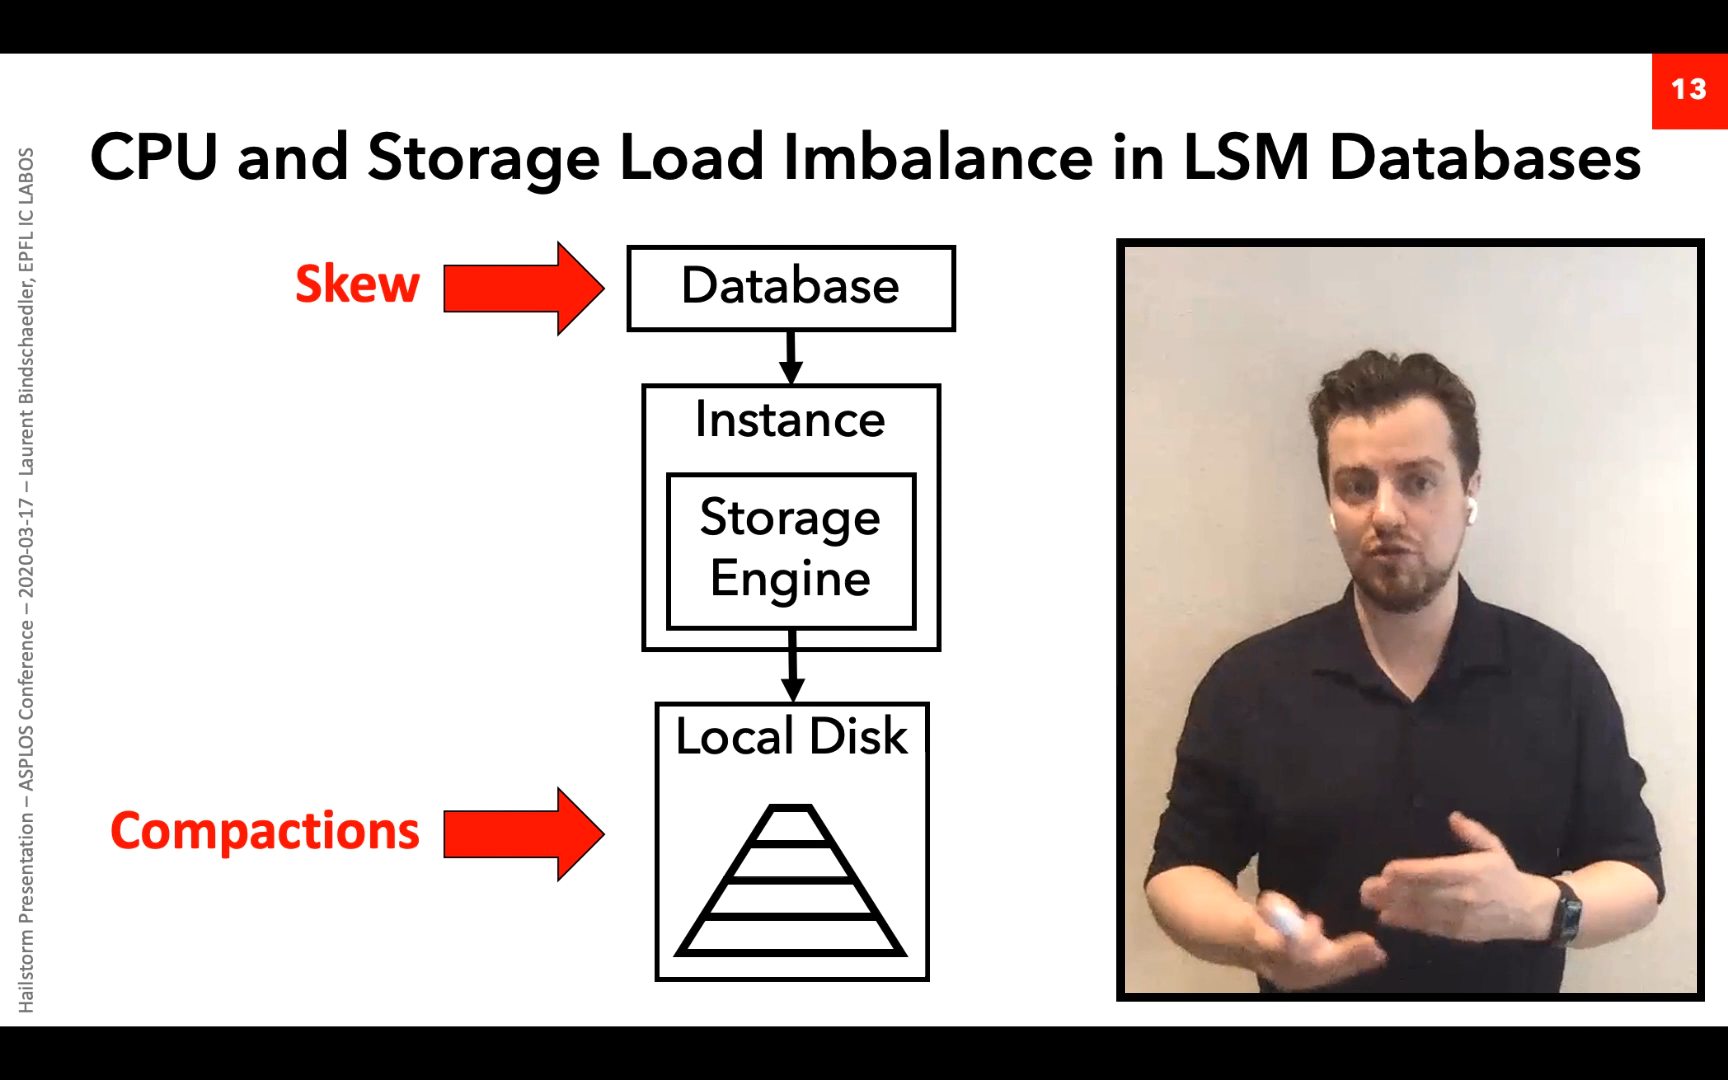 13
CPU and Storage Load Imbalance in LSM Databases
Skew
Database
Instance
Storage
Engine
Local Disk
Compactions
Hailstorm Presentation – ASPLOS Conference – 2020-03-17 – Laurent Bindschaedler, EPFL IC LABOS